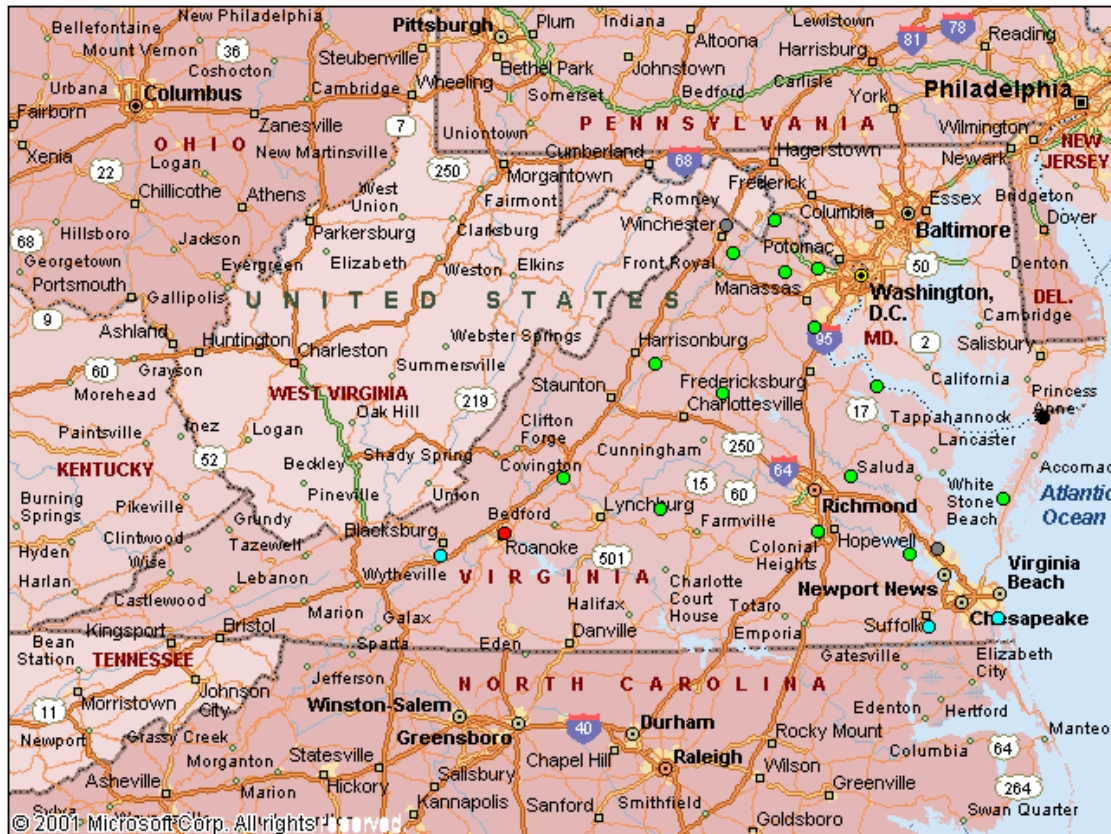 New Philadelphia
Pittsburgh
Plum
Indiana
Lewistown
78
Bellefontaine
Mount Vernon
36
Steubenville
Altoona
Harrisburg
81
Reading
Coshocton
Bethel Park
Johnstown
Urbana
Columbus
Cambridge
Wheeling
Carlisle
Somerset
Bedford
York
Philadelphia
Fairborn
Zanesville
7
Uniontown
PENNSYLVANIA
Wilmington
NEW
JERSEY
Xenia
OHIO
New Martinsville
Cumberland
68
Hagerstown
Newark
Logan
250
Morgantown
22
Chillicothe
Athens
West
Union
Fairmont
Romney
Frederick
Essex
Bridgeton
Winchester
Columbia
Dover
68
Hillsboro
Jackson
Parkersburg
Clarksburg
Baltimore
Georgetown
Evergreen
Elizabeth
Weston
Elkins
Front Royal
Potomac
50
Denton
Portsmouth
Gallipolis
UNITED STATES
Manassas
Washington,
D.C.
DEL.
9
Ashland
Webster Springs
Cambridge
Huntington
Charleston
Harrisonburg
95
MD.
2
Salisbury
60
Grayson
Summersville
Morehead
WEST VIRGINIA
219
Staunton
Fredericksburg
California
Princess
Anne
Charlottesville
17
Tappahannock
Paintsville
Inez
Logan
Oak Hill
Clifton
Forge
Lancaster
KENTUCKY
52
Beckley
Shady Spring
Cunningham
250
64
Saluda
Accomac
Covington
15
60
White
Stone
Beach
Atlantic
Ocean
Burning
Springs
Pikeville
Pineville
Union
Lynchburg
Richmond
Grundy
Blacksburg
Bedford
Farmville
Hyden
Clintwood
Wise
Tazewell
Roanoke
501
Colonial
Heights
Hopewell
Harlan
Lebanon
Wytheville
VIRGINIA
Virginia
Beach
Castlewood
Charlotte
Court
House
Newport News
Marion
Galax
Halifax
Totaro
Chesapeake
Kingsport
Bristol
Danville
Emporia
Suffolk
Bean
Station
Sparta
Eden
Gatesville
Elizabeth
City
TENNESSEE
Jefferson
NORTH CAROLINA
Morristown
Johnson
City
Winston-Salem
Edenton
Hertford
11
Durham
40
Newport
Grassy Creek
Greensboro
Rocky Mount
Columbia
Manteo
Statesville
Chapel Hill
Raleigh
64
Morganton
Asheville
Hickory
Salisbury
Wilson
Greenville
264
Kannapolis
Sanford
Smithfield
Swan Quarter
Goldsboro
© 2001 Microsoft Corp. All rights reserved